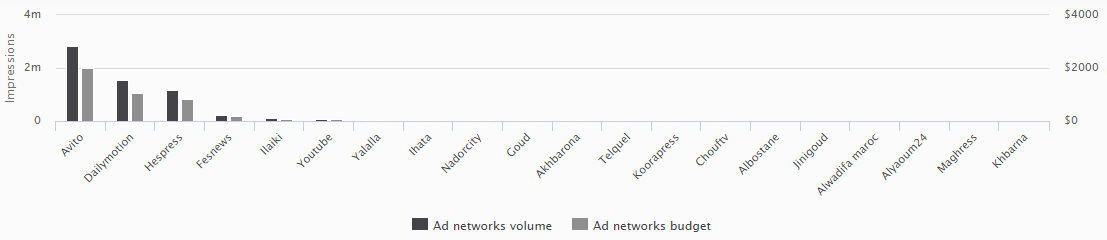 4m
$4000
Impressions
2m
$2000
0
$0
Avito
Dailymotion
Hespress
Fesnews
Ilaiki
Youtube
Yalalla
Ihata
Nadorcity
Goud
Akhbarona
Telquel
Koorapress
Chouftv
Albostane
Jinigoud
Alwadifa maroc
Alyaoum24
Maghress
Khbarna
Ad networks volume
Ad networks budget